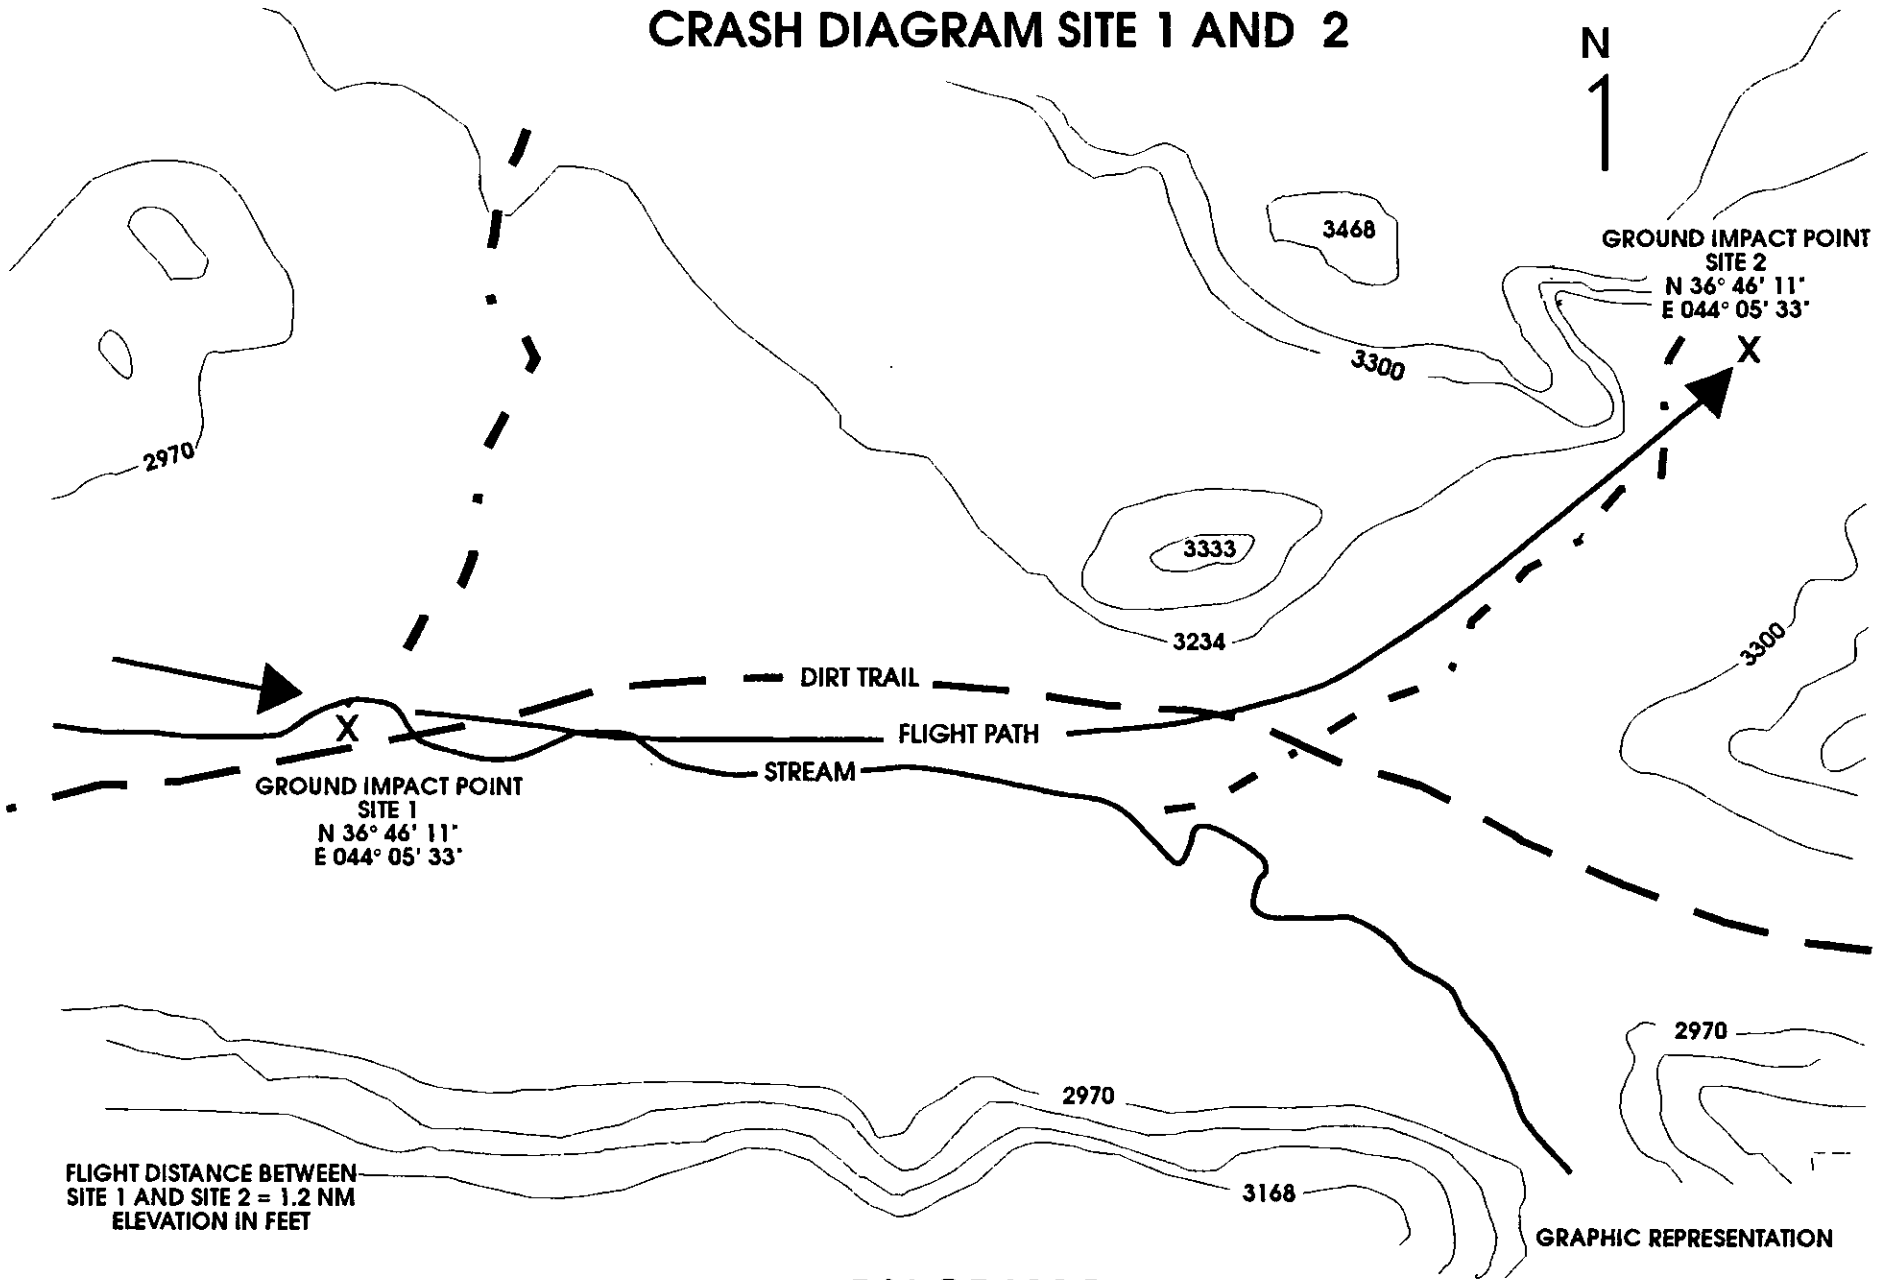 CRASH DIAGRAM SITE 1 AND 2
N
3468
GROUND IMPACT POINT
SITE 2
N 36° 46' 11"
E 044° 05' 33"
3300
2970
3333
3234
3300
DIRT TRAIL
FLIGHT PATH
STREAM
X
X
GROUND IMPACT POINT
SITE 1
N 36° 46' 11"
E 044° 05' 33"
2970
2970
3168
FLIGHT DISTANCE BETWEEN
SITE 1 AND SITE 2 = 1.2 NM
ELEVATION IN FEET
GRAPHIC REPRESENTATION